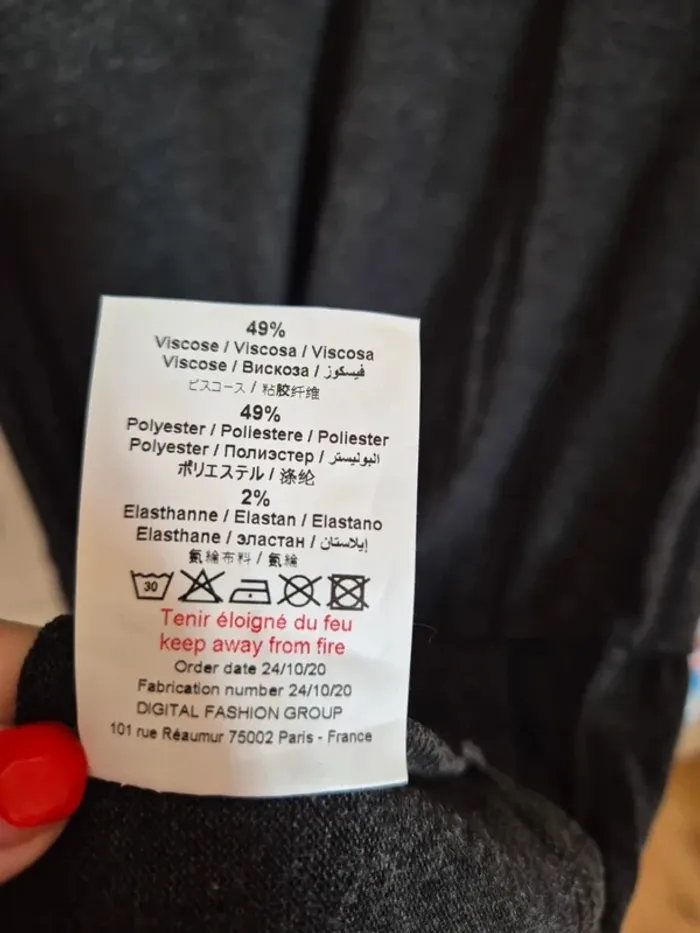 49%
Viscose / Viscosa / Viscosa
Viscose / Вискоза / فيسكوز
ビスコース / 粘胶纤维
49%
Polyester / Poliestere / Poliester
Polyester / Полиэстер / البوليستر
ポリエステル / 涤纶
2%
Elasthanne / Elastan / Elastano
Elasthane / эластан / إيلاستان
氨綸布料 / 氨綸
30
Tenir éloigné du feu
keep away from fire
Order date 24/10/20
Fabrication number 24/10/20
DIGITAL FASHION GROUP
101 rue Réaumur 75002 Paris - France